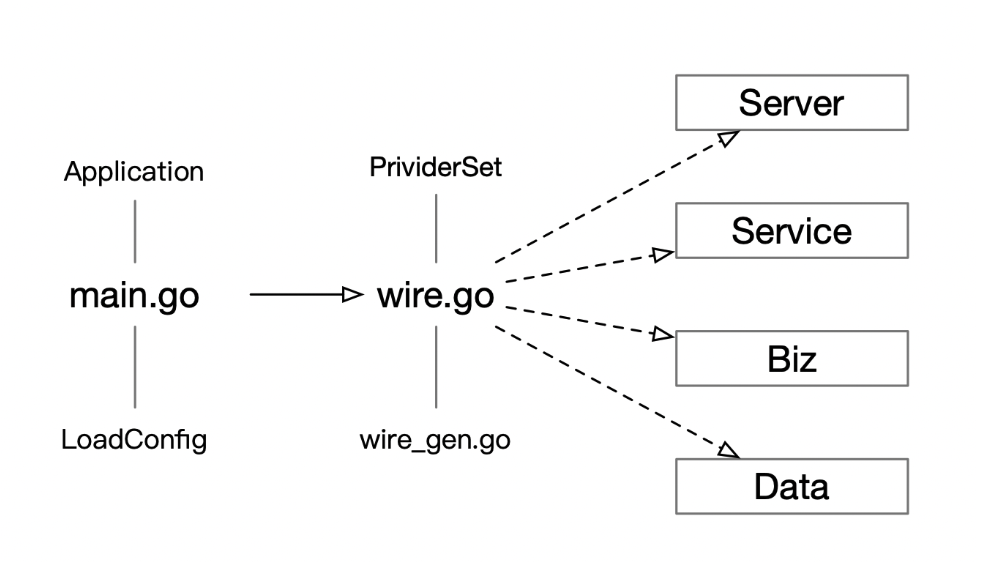 Application
main.go
LoadConfig
PrividerSet
wire.go
wire_gen.go
Server
Service
Biz
Data